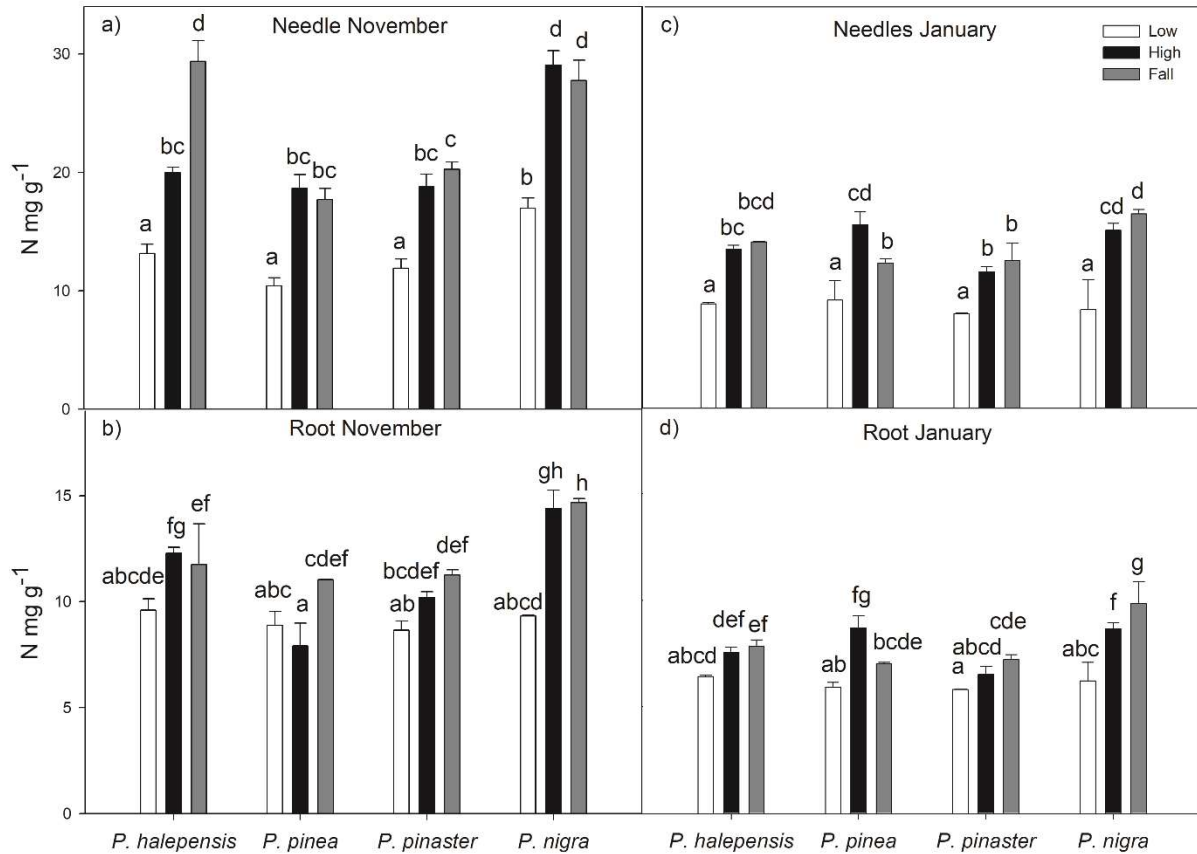 a)
Needle November
N mg g⁻¹
30
20
10
0
a
bc
d
a
bc
bc
a
bc
c
b
d
d
c)
Needles January
Low
High
Fall
a
bc
bcd
a
cd
b
a
b
b
a
cd
d
b)
Root November
N mg g⁻¹
15
10
5
0
abcde
fg
ef
abc
a
cdef
ab
bcdef
def
abcd
gh
h
P. halepensis
P. pinea
P. pinaster
P. nigra
d)
Root January
abcd
def
ef
ab
fg
bcde
a
abcd
cde
abc
f
g
P. halepensis
P. pinea
P. pinaster
P. nigra